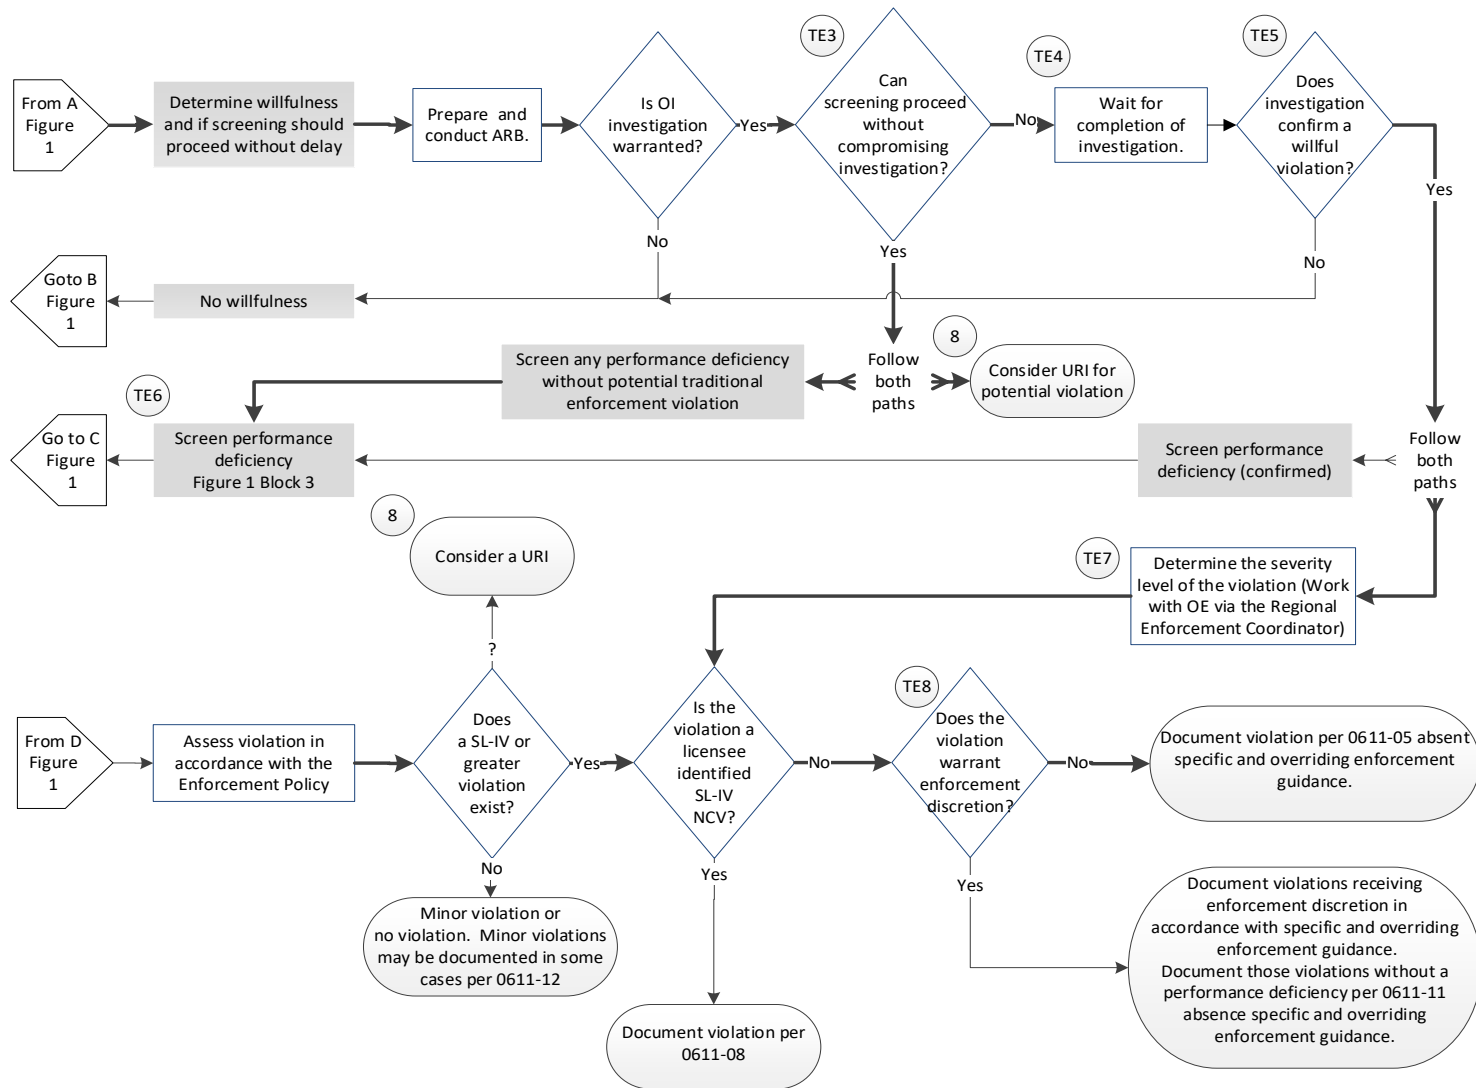 From A
Figure
1
Determine willfulness
and if screening should
proceed without delay
Prepare and
conduct ARB.
Is OI
investigation
warranted?
Yes
No
TE3
Can
screening proceed
without
compromising
investigation?
No
Yes
TE4
Wait for
completion of
investigation.
TE5
Does
investigation
confirm a
willful
violation?
Yes
No
Goto B
Figure
1
No willfulness
Screen any performance deficiency
without potential traditional
enforcement violation
Follow
both
paths
8
Consider URI for
potential violation
TE6
Go to C
Figure
1
Screen performance
deficiency
Figure 1 Block 3
Screen performance
deficiency (confirmed)
Follow
both
paths
8
Consider a URI
?
TE7
Determine the severity
level of the violation (Work
with OE via the Regional
Enforcement Coordinator)
From D
Figure
1
Assess violation in
accordance with the
Enforcement Policy
Does
a SL-IV or
greater
violation
exist?
Yes
No
Minor violation or
no violation. Minor violations
may be documented in some
cases per 0611-12
Is the
violation a
licensee
identified
SL-IV
NCV?
No
Yes
Document violation per
0611-08
TE8
Does the
violation
warrant
enforcement
discretion?
No
Yes
Document violation per 0611-05 absent
specific and overriding enforcement
guidance.
Document violations receiving
enforcement discretion in
accordance with specific and overriding
enforcement guidance.
Document those violations without a
performance deficiency per 0611-11
absence specific and overriding
enforcement guidance.